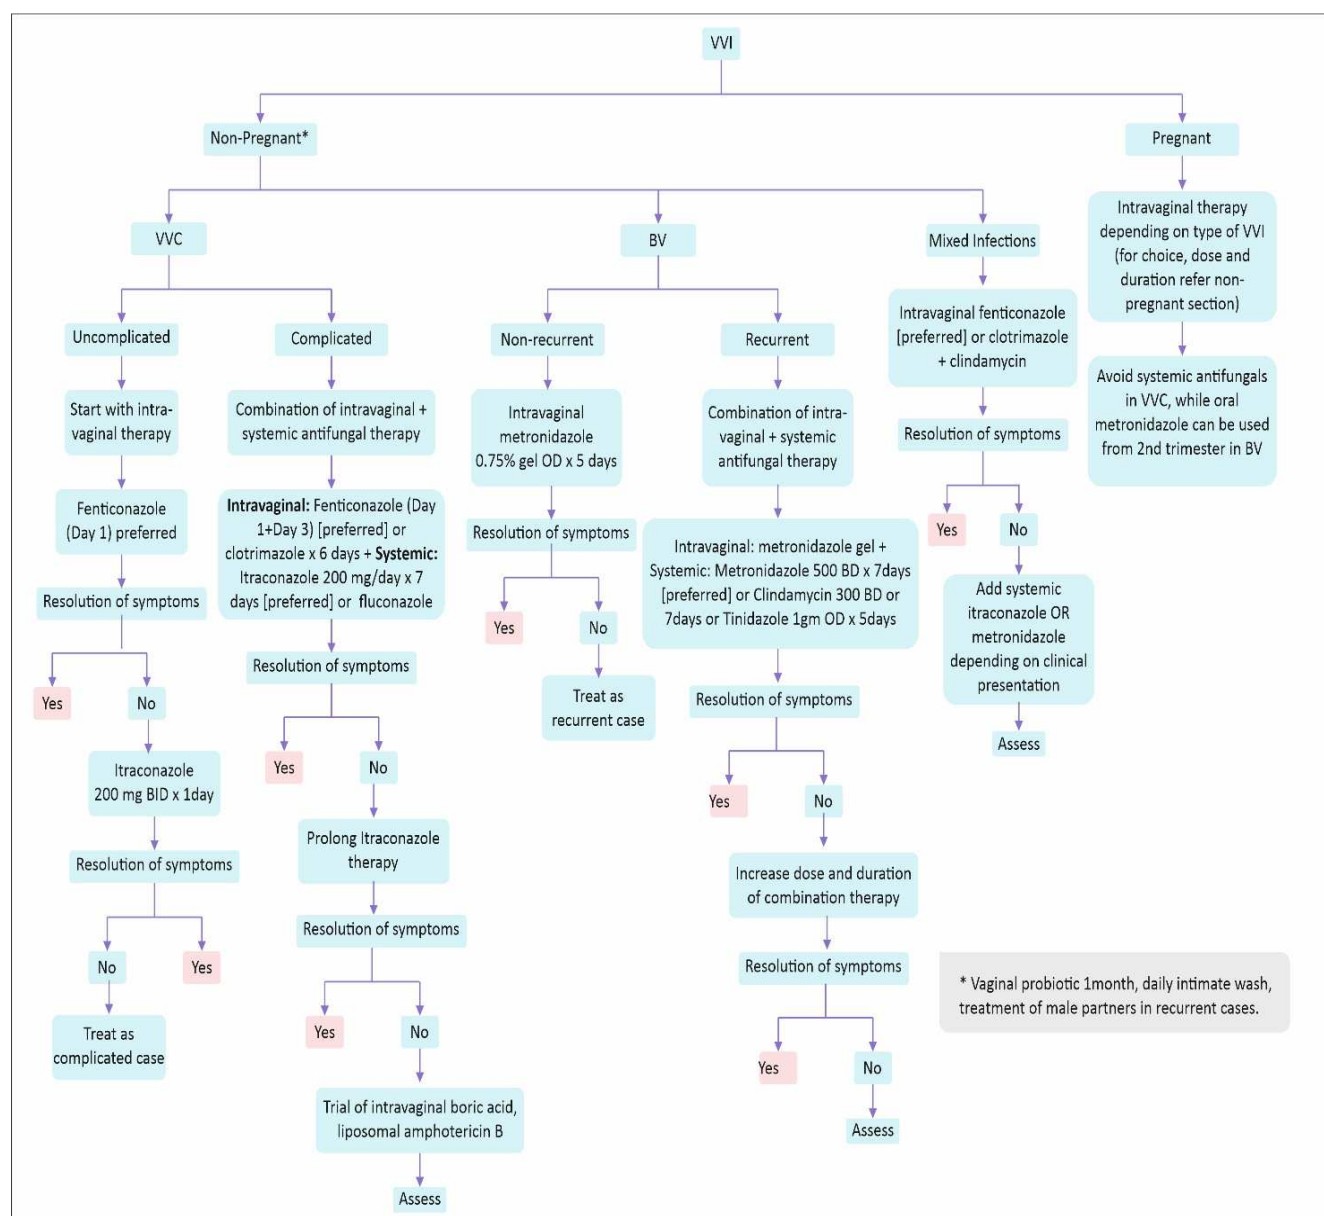 VVI
Non-Pregnant*
Pregnant
VVC
BV
Mixed Infections
Intravaginal therapy
depending on type of VVI
(for choice, dose and
duration refer non-
pregnant section)
Avoid systemic antifungals
in VVC, while oral
metronidazole can be used
from 2nd trimester in BV
Uncomplicated
Complicated
Non-recurrent
Recurrent
Start with intra-
vaginal therapy
Fenticonazole
(Day 1) preferred
Resolution of symptoms
Yes
No
Itraconazole
200 mg BID x 1day
Resolution of symptoms
No
Yes
Treat as
complicated case
Combination of intravaginal +
systemic antifungal therapy
Intravaginal: Fenticonazole (Day
1+Day 3) [preferred] or
clotrimazole x 6 days + Systemic:
Itraconazole 200 mg/day x 7
days [preferred] or fluconazole
Resolution of symptoms
Yes
No
Prolong Itraconazole
therapy
Resolution of symptoms
Yes
No
Trial of intravaginal boric acid,
liposomal amphotericin B
Assess
Intravaginal
metronidazole
0.75% gel OD x 5 days
Resolution of symptoms
Yes
No
Treat as
recurrent case
Combination of intra-
vaginal + systemic
antifungal therapy
Intravaginal: metronidazole gel +
Systemic: Metronidazole 500 BD x 7days
[preferred] or Clindamycin 300 BD or
7days or Tinidazole 1gm OD x 5days
Resolution of symptoms
Yes
No
Increase dose and duration
of combination therapy
Resolution of symptoms
Yes
No
Assess
Intravaginal fenticonazole
[preferred] or clotrimazole
+ clindamycin
Resolution of symptoms
Yes
No
Add systemic
itraconazole OR
metronidazole
depending on clinical
presentation
Assess
* Vaginal probiotic 1month, daily intimate wash,
treatment of male partners in recurrent cases.